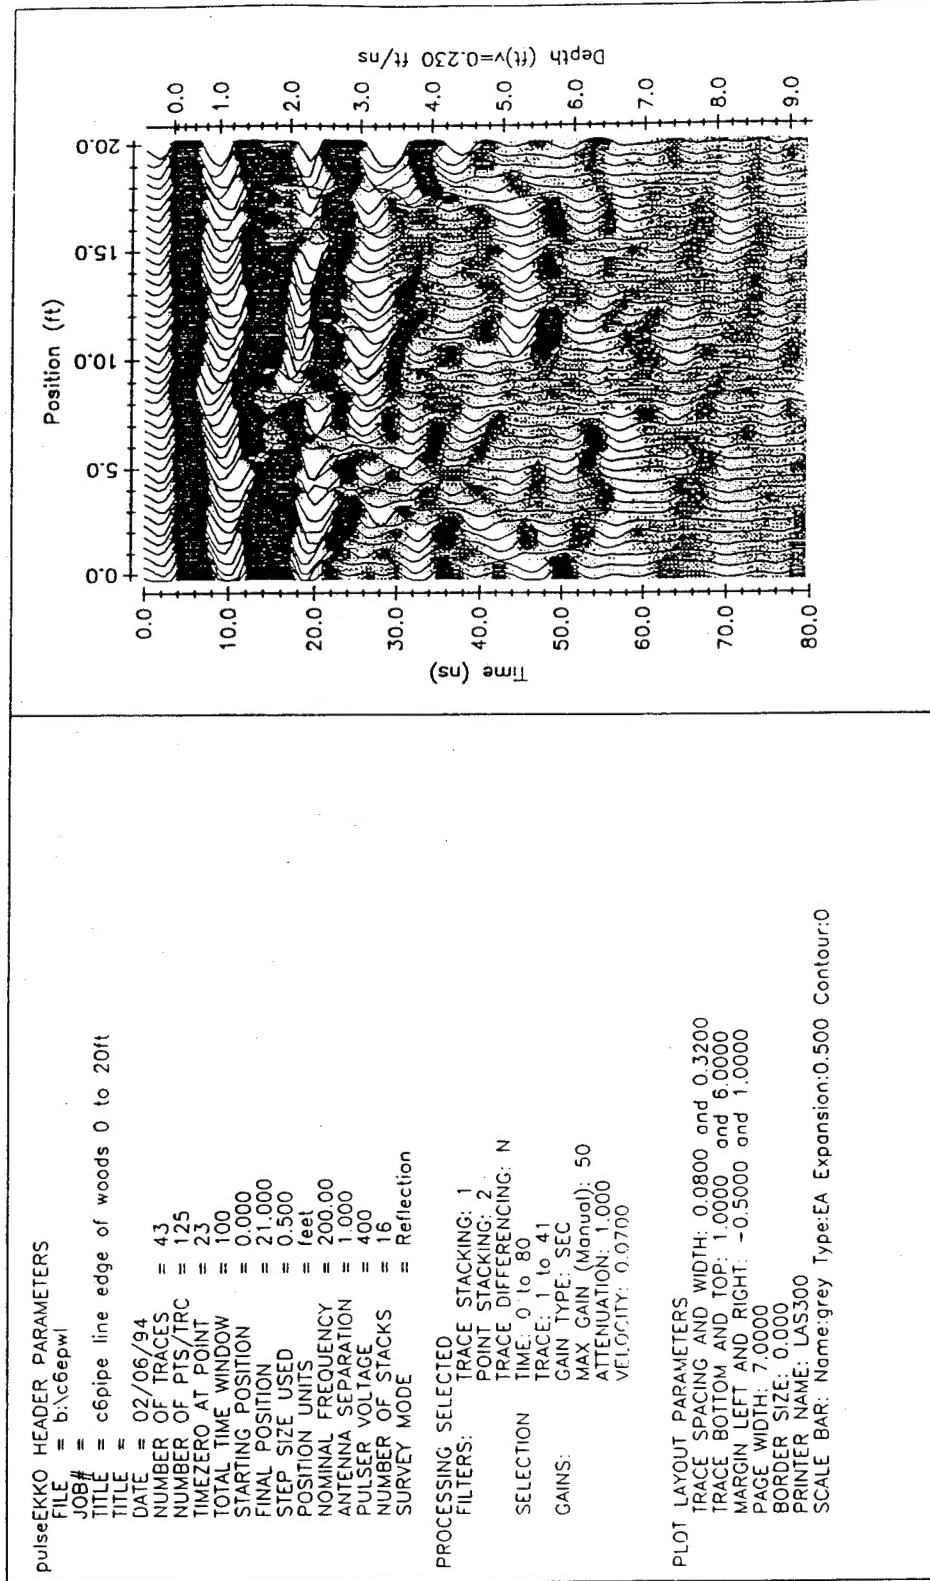 pulseEKKO HEADER PARAMETERS
FILE = b:\c6epwl
JOB# =
TITLE = c6pipe line edge of woods 0 to 20ft
TITLE =
DATE = 02/06/94
NUMBER OF TRACES = 43
NUMBER OF PTS/TRC = 125
TIMEZERO AT POINT = 23
TOTAL TIME WINDOW = 100
STARTING POSITION = 0.000
FINAL POSITION = 21.000
STEP SIZE USED = 0.500
POSITION UNITS = feet
NOMINAL FREQUENCY = 200.00
ANTENNA SEPARATION = 1.000
PULSER VOLTAGE = 400
NUMBER OF STACKS = 16
SURVEY MODE = Reflection
PROCESSING SELECTED
FILTERS: TRACE STACKING: 1
POINT STACKING: 2
TRACE DIFFERENCING: N
SELECTION TIME: 0 to 80
TRACE: 1 to 41
GAINS: GAIN TYPE: SEC
MAX GAIN (Manual): 50
ATTENUATION: 1.000
VELOCITY: 0.0700
PLOT LAYOUT PARAMETERS
TRACE SPACING AND WIDTH: 0.0800 and 0.3200
TRACE BOTTOM AND TOP: 1.0000 and 6.0000
MARGIN LEFT AND RIGHT: -0.5000 and 1.0000
PAGE WIDTH: 7.0000
BORDER SIZE: 0.000
PRINTER NAME: LAS300
SCALE BAR: Name:grey Type:EA Expansion:0.500 Contour:0
Position (ft)
0.0 5.0 10.0 15.0 20.0
Time (ns)
0.0
10.0
20.0
30.0
40.0
50.0
60.0
70.0
80.0
Depth (ft)v=0.230 ft/ns
0.0
1.0
2.0
3.0
4.0
5.0
6.0
7.0
8.0
9.0